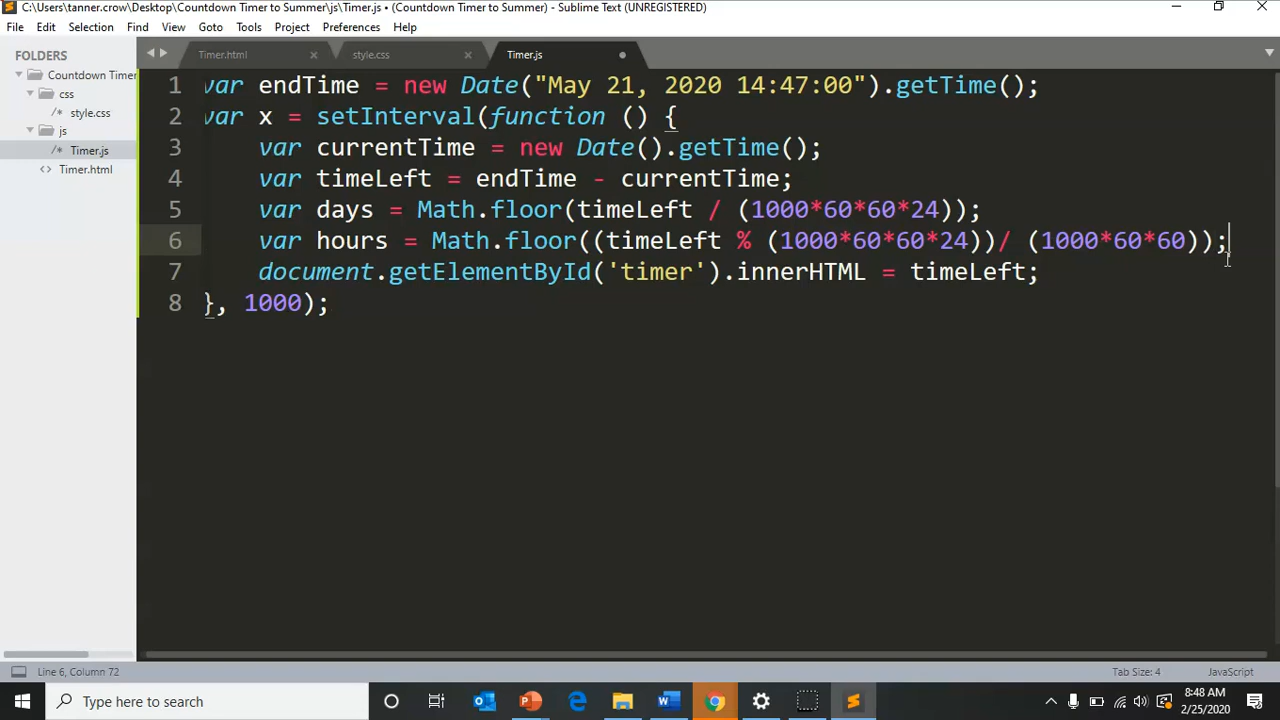 C:\Users\tanner.crow\Desktop\Countdown Timer to Summer\js\Timer.js • (Countdown Timer to Summer) - Sublime Text (UNREGISTERED)
File Edit Selection Find View Goto Tools Project Preferences Help
FOLDERS
Countdown Timer
css
/* style.css
js
/* Timer.js
<> Timer.html
Timer.html × style.css × Timer.js
1 var endTime = new Date("May 21, 2020 14:47:00").getTime();
2 var x = setInterval(function () {
3 var currentTime = new Date().getTime();
4 var timeLeft = endTime - currentTime;
5 var days = Math.floor(timeLeft / (1000*60*60*24));
6 var hours = Math.floor((timeLeft % (1000*60*60*24))/ (1000*60*60));
7 document.getElementById('timer').innerHTML = timeLeft;
8 }, 1000);
Line 6, Column 72
Tab Size: 4
JavaScript
Type here to search
8:48 AM
2/25/2020